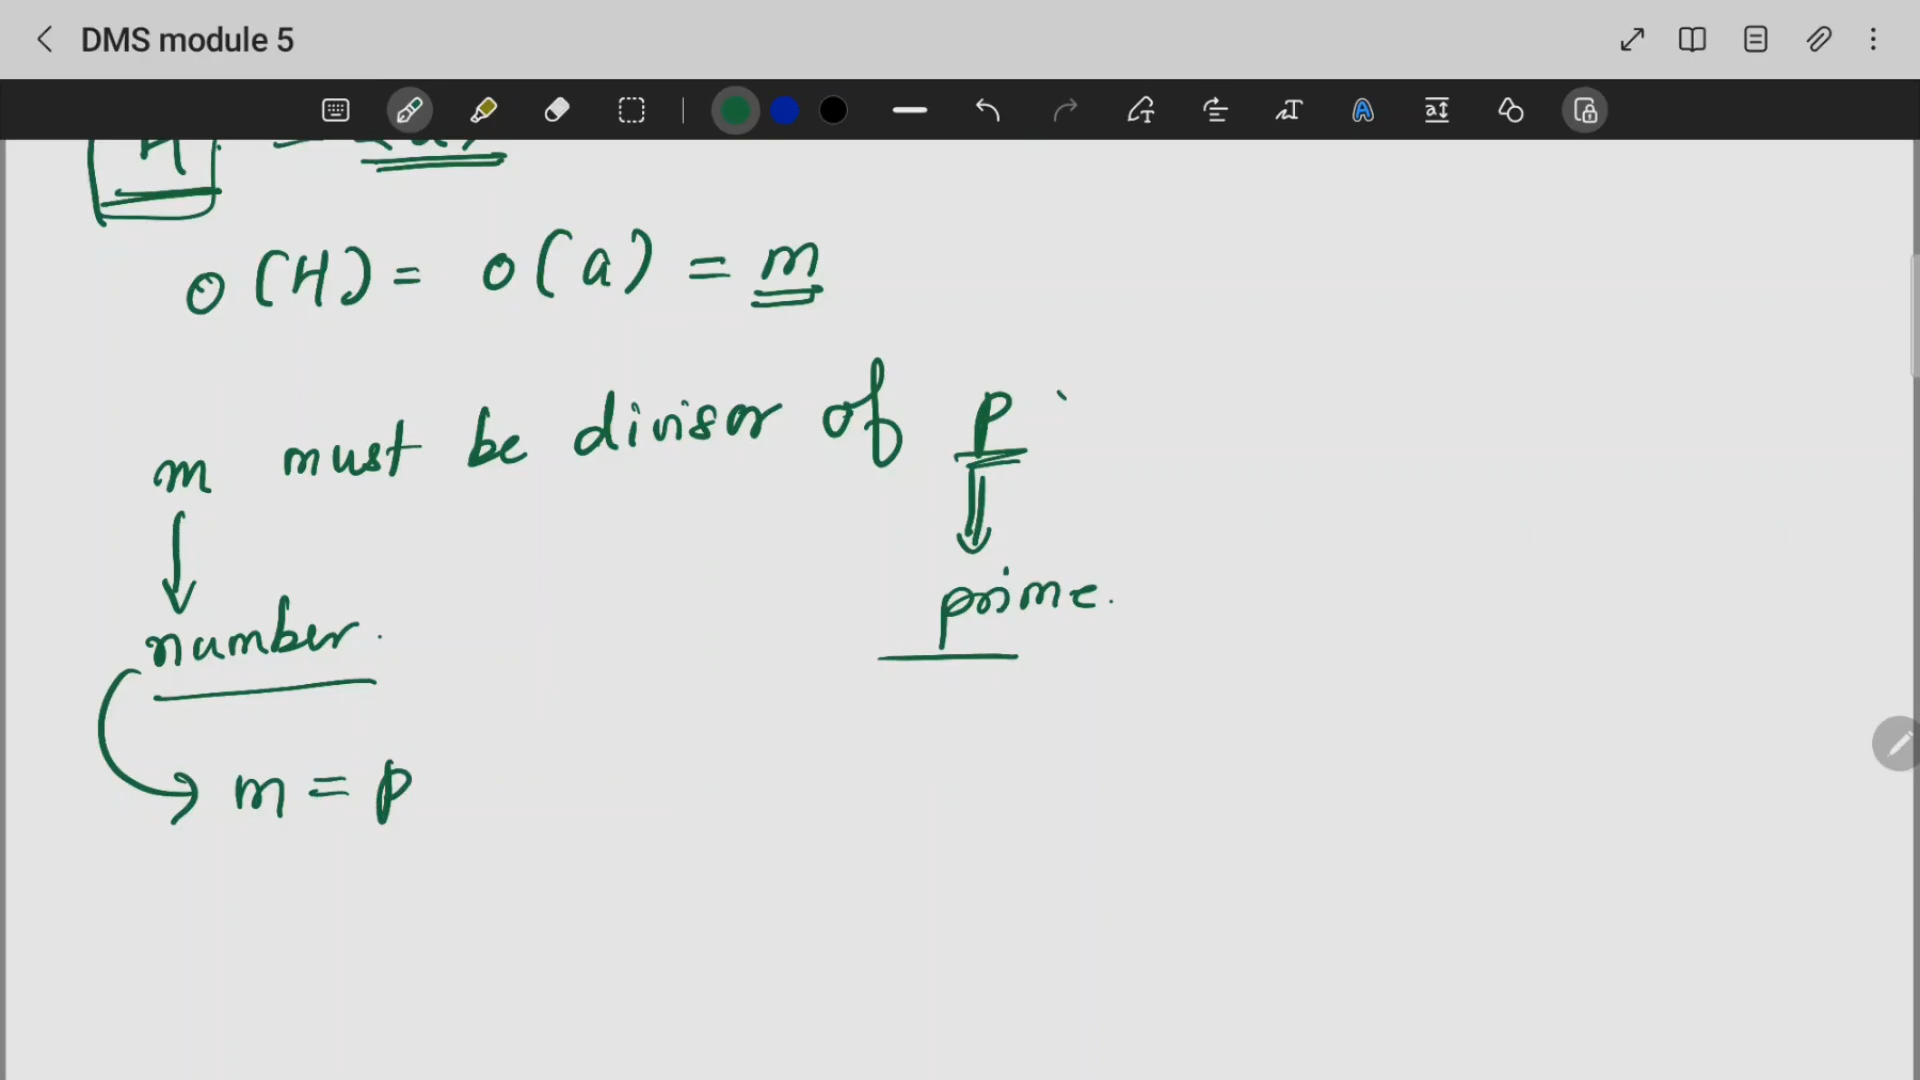 DMS module 5
O(H) = O(a) = m
m must be divisor of p
number. prime.
m = p